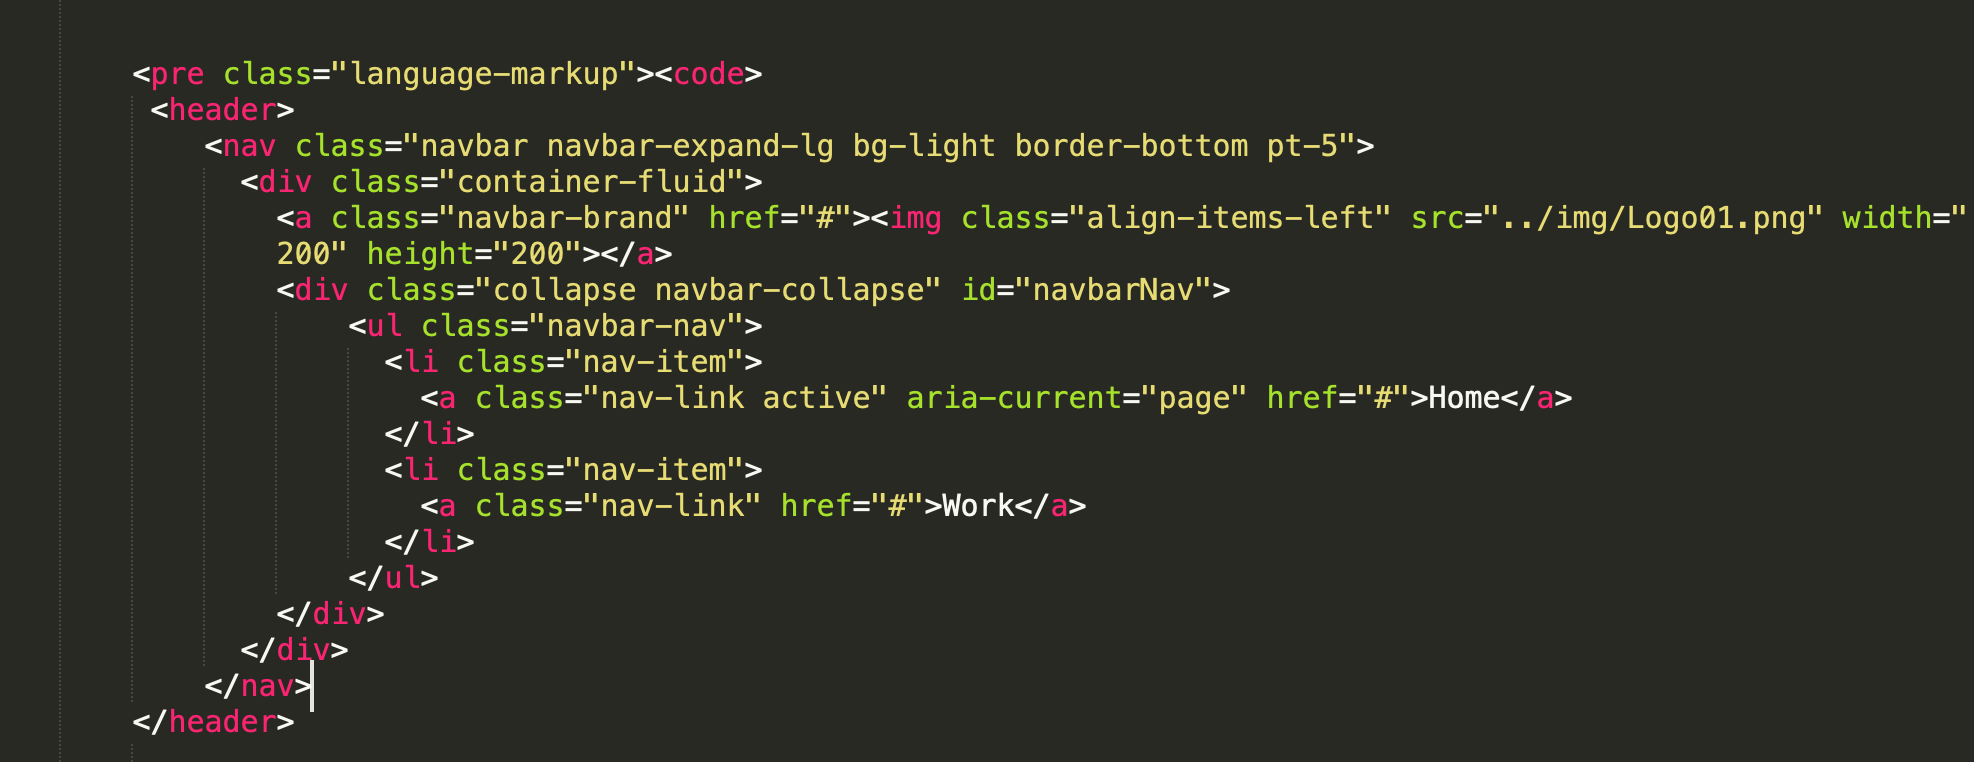 <pre class="language-markup"><code>
<header>
<nav class="navbar navbar-expand-lg bg-light border-bottom pt-5">
<div class="container-fluid">
<a class="navbar-brand" href="#"><img class="align-items-left" src="../img/Logo01.png" width="
200" height="200"></a>
<div class="collapse navbar-collapse" id="navbarNav">
<ul class="navbar-nav">
<li class="nav-item">
<a class="nav-link active" aria-current="page" href="#">Home</a>
</li>
<li class="nav-item">
<a class="nav-link" href="#">Work</a>
</li>
</ul>
</div>
</div>
</nav>
</header>